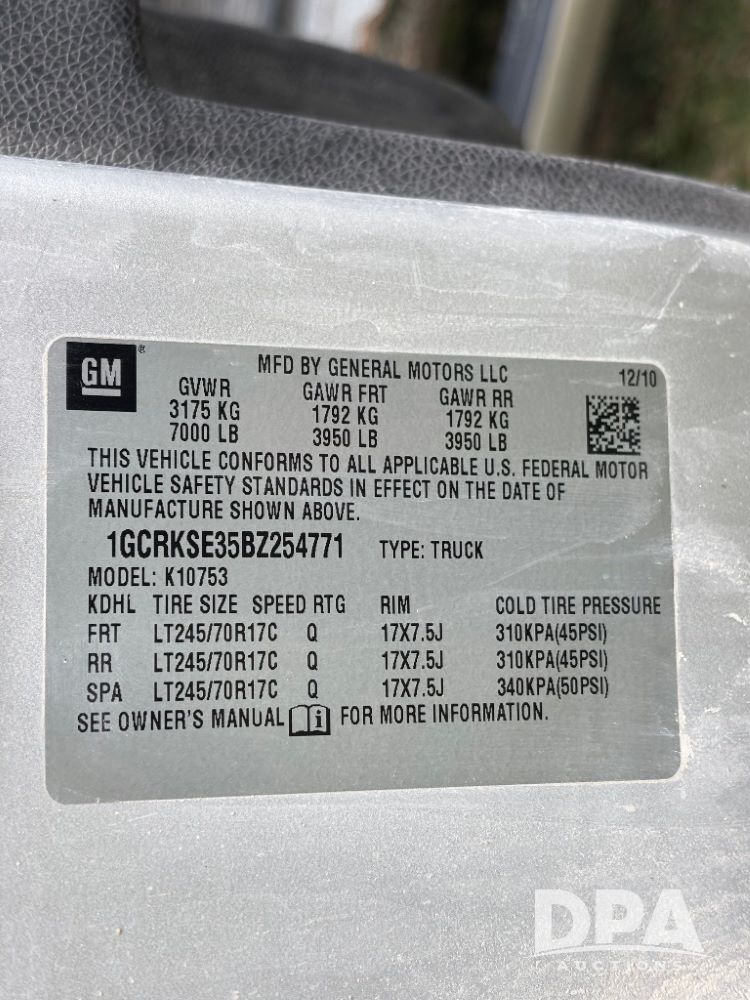 GM
MFD BY GENERAL MOTORS LLC 12/10
GVWR GAWR FRT GAWR RR
3175 KG 1792 KG 1792 KG
7000 LB 3950 LB 3950 LB
THIS VEHICLE CONFORMS TO ALL APPLICABLE U.S. FEDERAL MOTOR
VEHICLE SAFETY STANDARDS IN EFFECT ON THE DATE OF
MANUFACTURE SHOWN ABOVE.
1GCRKSE35BZ254771 TYPE: TRUCK
MODEL: K10753
KDHL TIRE SIZE SPEED RTG RIM COLD TIRE PRESSURE
FRT LT245/70R17C Q 17X7.5J 310KPA(45PSI)
RR LT245/70R17C Q 17X7.5J 310KPA(45PSI)
SPA LT245/70R17C Q 17X7.5J 340KPA(50PSI)
SEE OWNER'S MANUAL i FOR MORE INFORMATION.
DPA
AUCTIONS